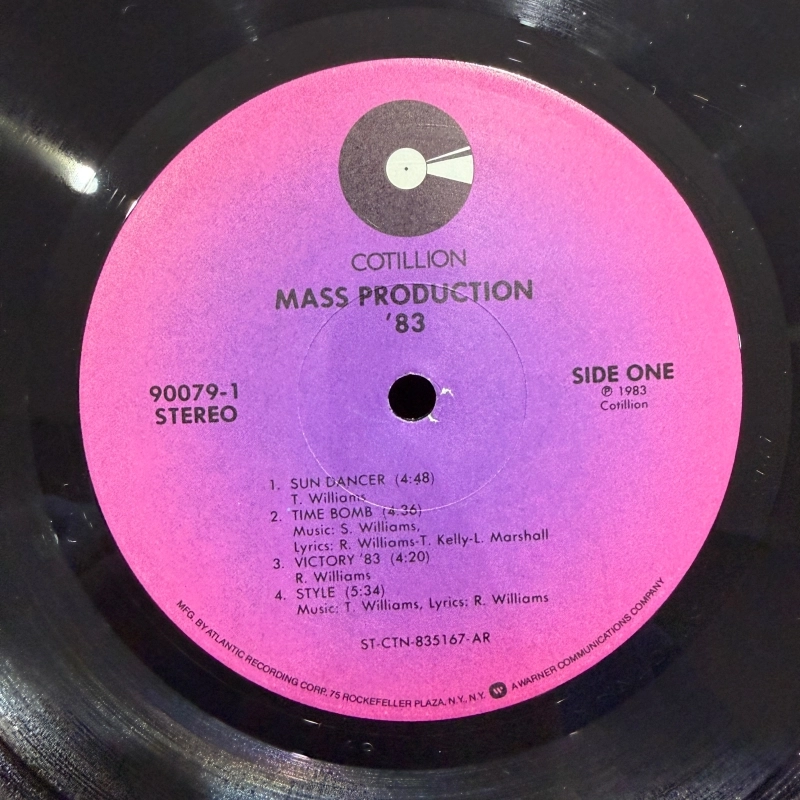 COTILLION
MASS PRODUCTION
'83
90079-1
STEREO
SIDE ONE
℗ 1983
Cotillion
1. SUN DANCER (4:48)
T. Williams
2. TIME BOMB (4:36)
Music: S. Williams,
Lyrics: R. Williams-T. Kelly-L. Marshall
3. VICTORY '83 (4:20)
R. Williams
4. STYLE (5:34)
Music: T. Williams, Lyrics: R. Williams
ST-CTN-835167-AR
MFG. BY ATLANTIC RECORDING CORP. 75 ROCKEFELLER PLAZA, N.Y., N.Y. A WARNER COMMUNICATIONS COMPANY